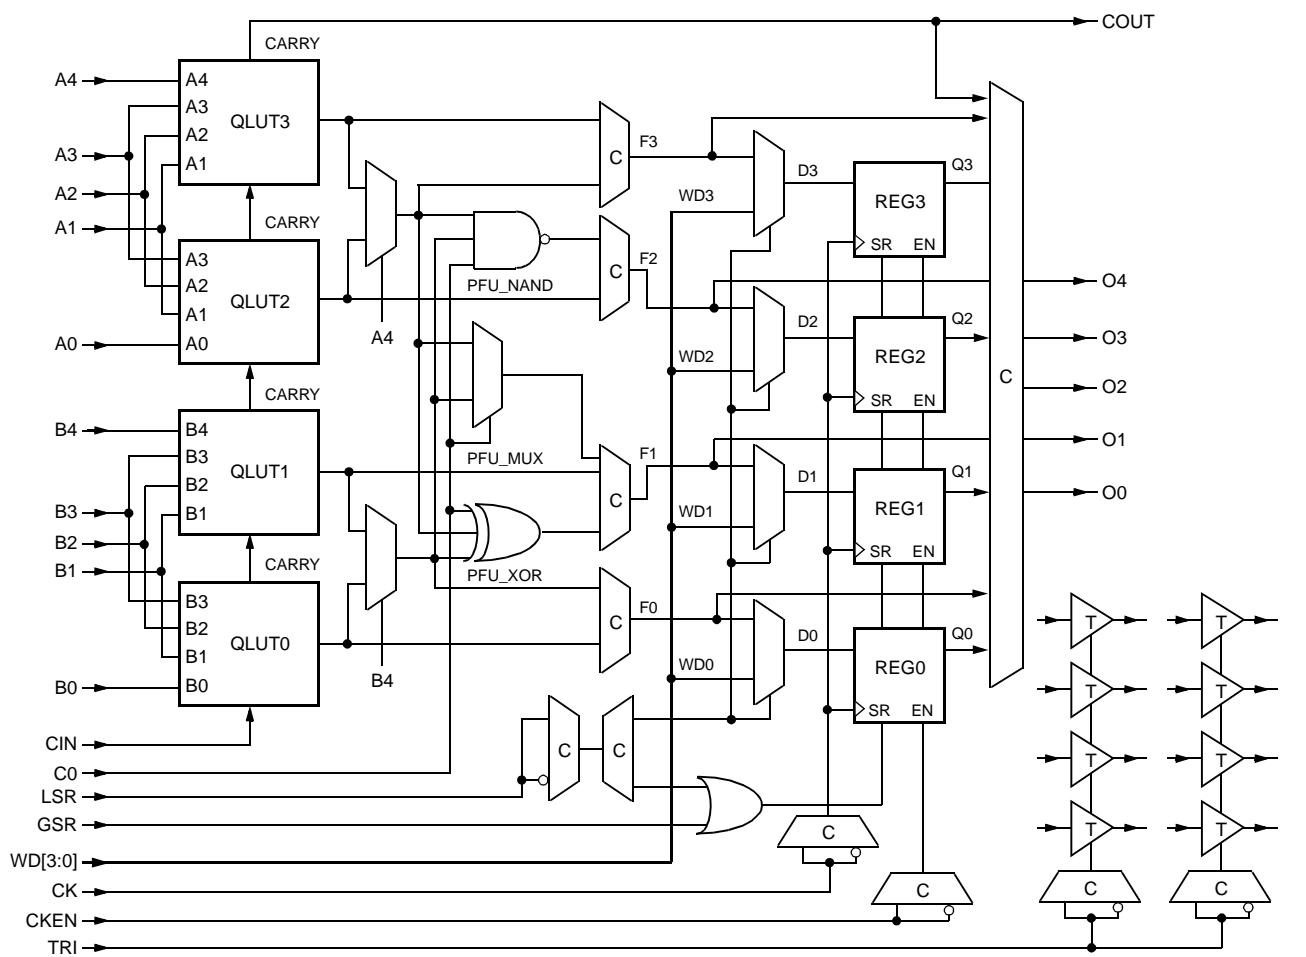 COUT
CARRY
A4
A4
A3
QLUT3
A2
A1
A3
A2
A1
CARRY
A3
A2
QLUT2
A1
A0
A0
CARRY
B4
B4
B3
QLUT1
B2
B1
B3
B2
B1
CARRY
B3
B2
QLUT0
B1
B0
B0
CIN
C0
LSR
GSR
WD[3:0]
CK
CKEN
TRI
A4
B4
PFU_NAND
PFU_MUX
PFU_XOR
C
F3
C
F2
C
F1
C
F0
C
C
WD3
WD2
WD1
WD0
D3
D2
D1
D0
REG3
SR EN
Q3
REG2
SR EN
Q2
REG1
SR EN
Q1
REG0
SR EN
Q0
C
C
C
O4
O3
O2
O1
O0
T T
T T
T T
T T
C C